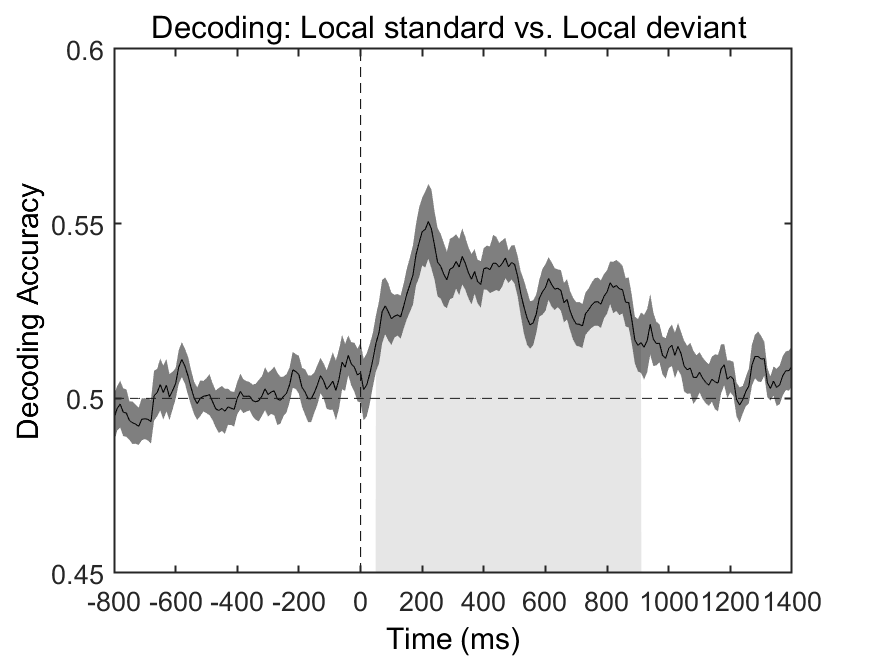 Decoding: Local standard vs. Local deviant
0.6
0.55
0.5
0.45
Decoding Accuracy
-800 -600 -400 -200 0 200 400 600 800 1000 1200 1400
Time (ms)